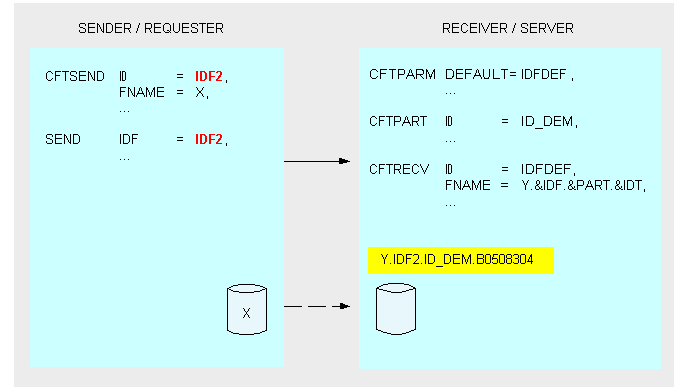 SENDER / REQUESTER
CFTSEND ID = IDF2,
FNAME = X,
...
SEND IDF = IDF2,
...
X
RECEIVER / SERVER
CFTPARM DEFAULT= IDFDEF ,
...
CFTPART ID = ID_DEM,
...
CFTRECV ID = IDFDEF,
FNAME = Y.&IDF.&PART.&IDT,
...
Y.IDF2.ID_DEM.B0508304